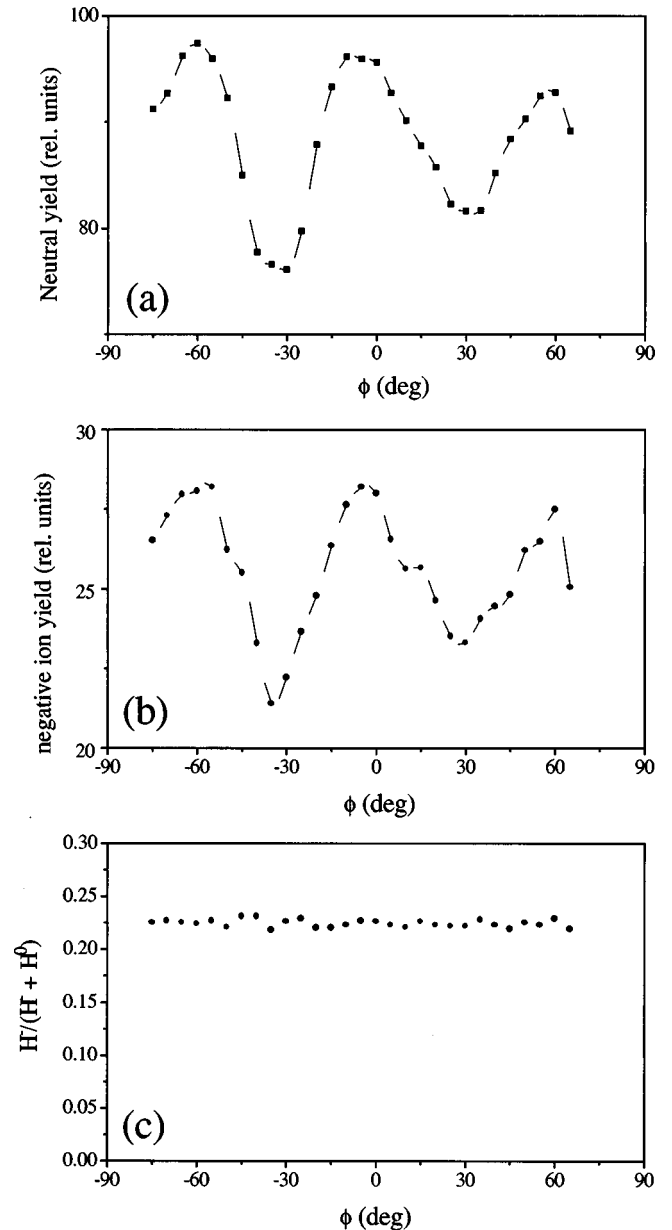 100
80
Neutral yield (rel. units)
(a)
-90 -60 -30 0 30 60 90
ϕ (deg)
30
25
20
negative ion yield (rel. units)
(b)
-90 -60 -30 0 30 60 90
ϕ (deg)
0.30
0.25
0.20
0.15
0.10
0.05
0.00
H⁻/(H⁻ + H⁰)
(c)
-90 -60 -30 0 30 60 90
ϕ (deg)